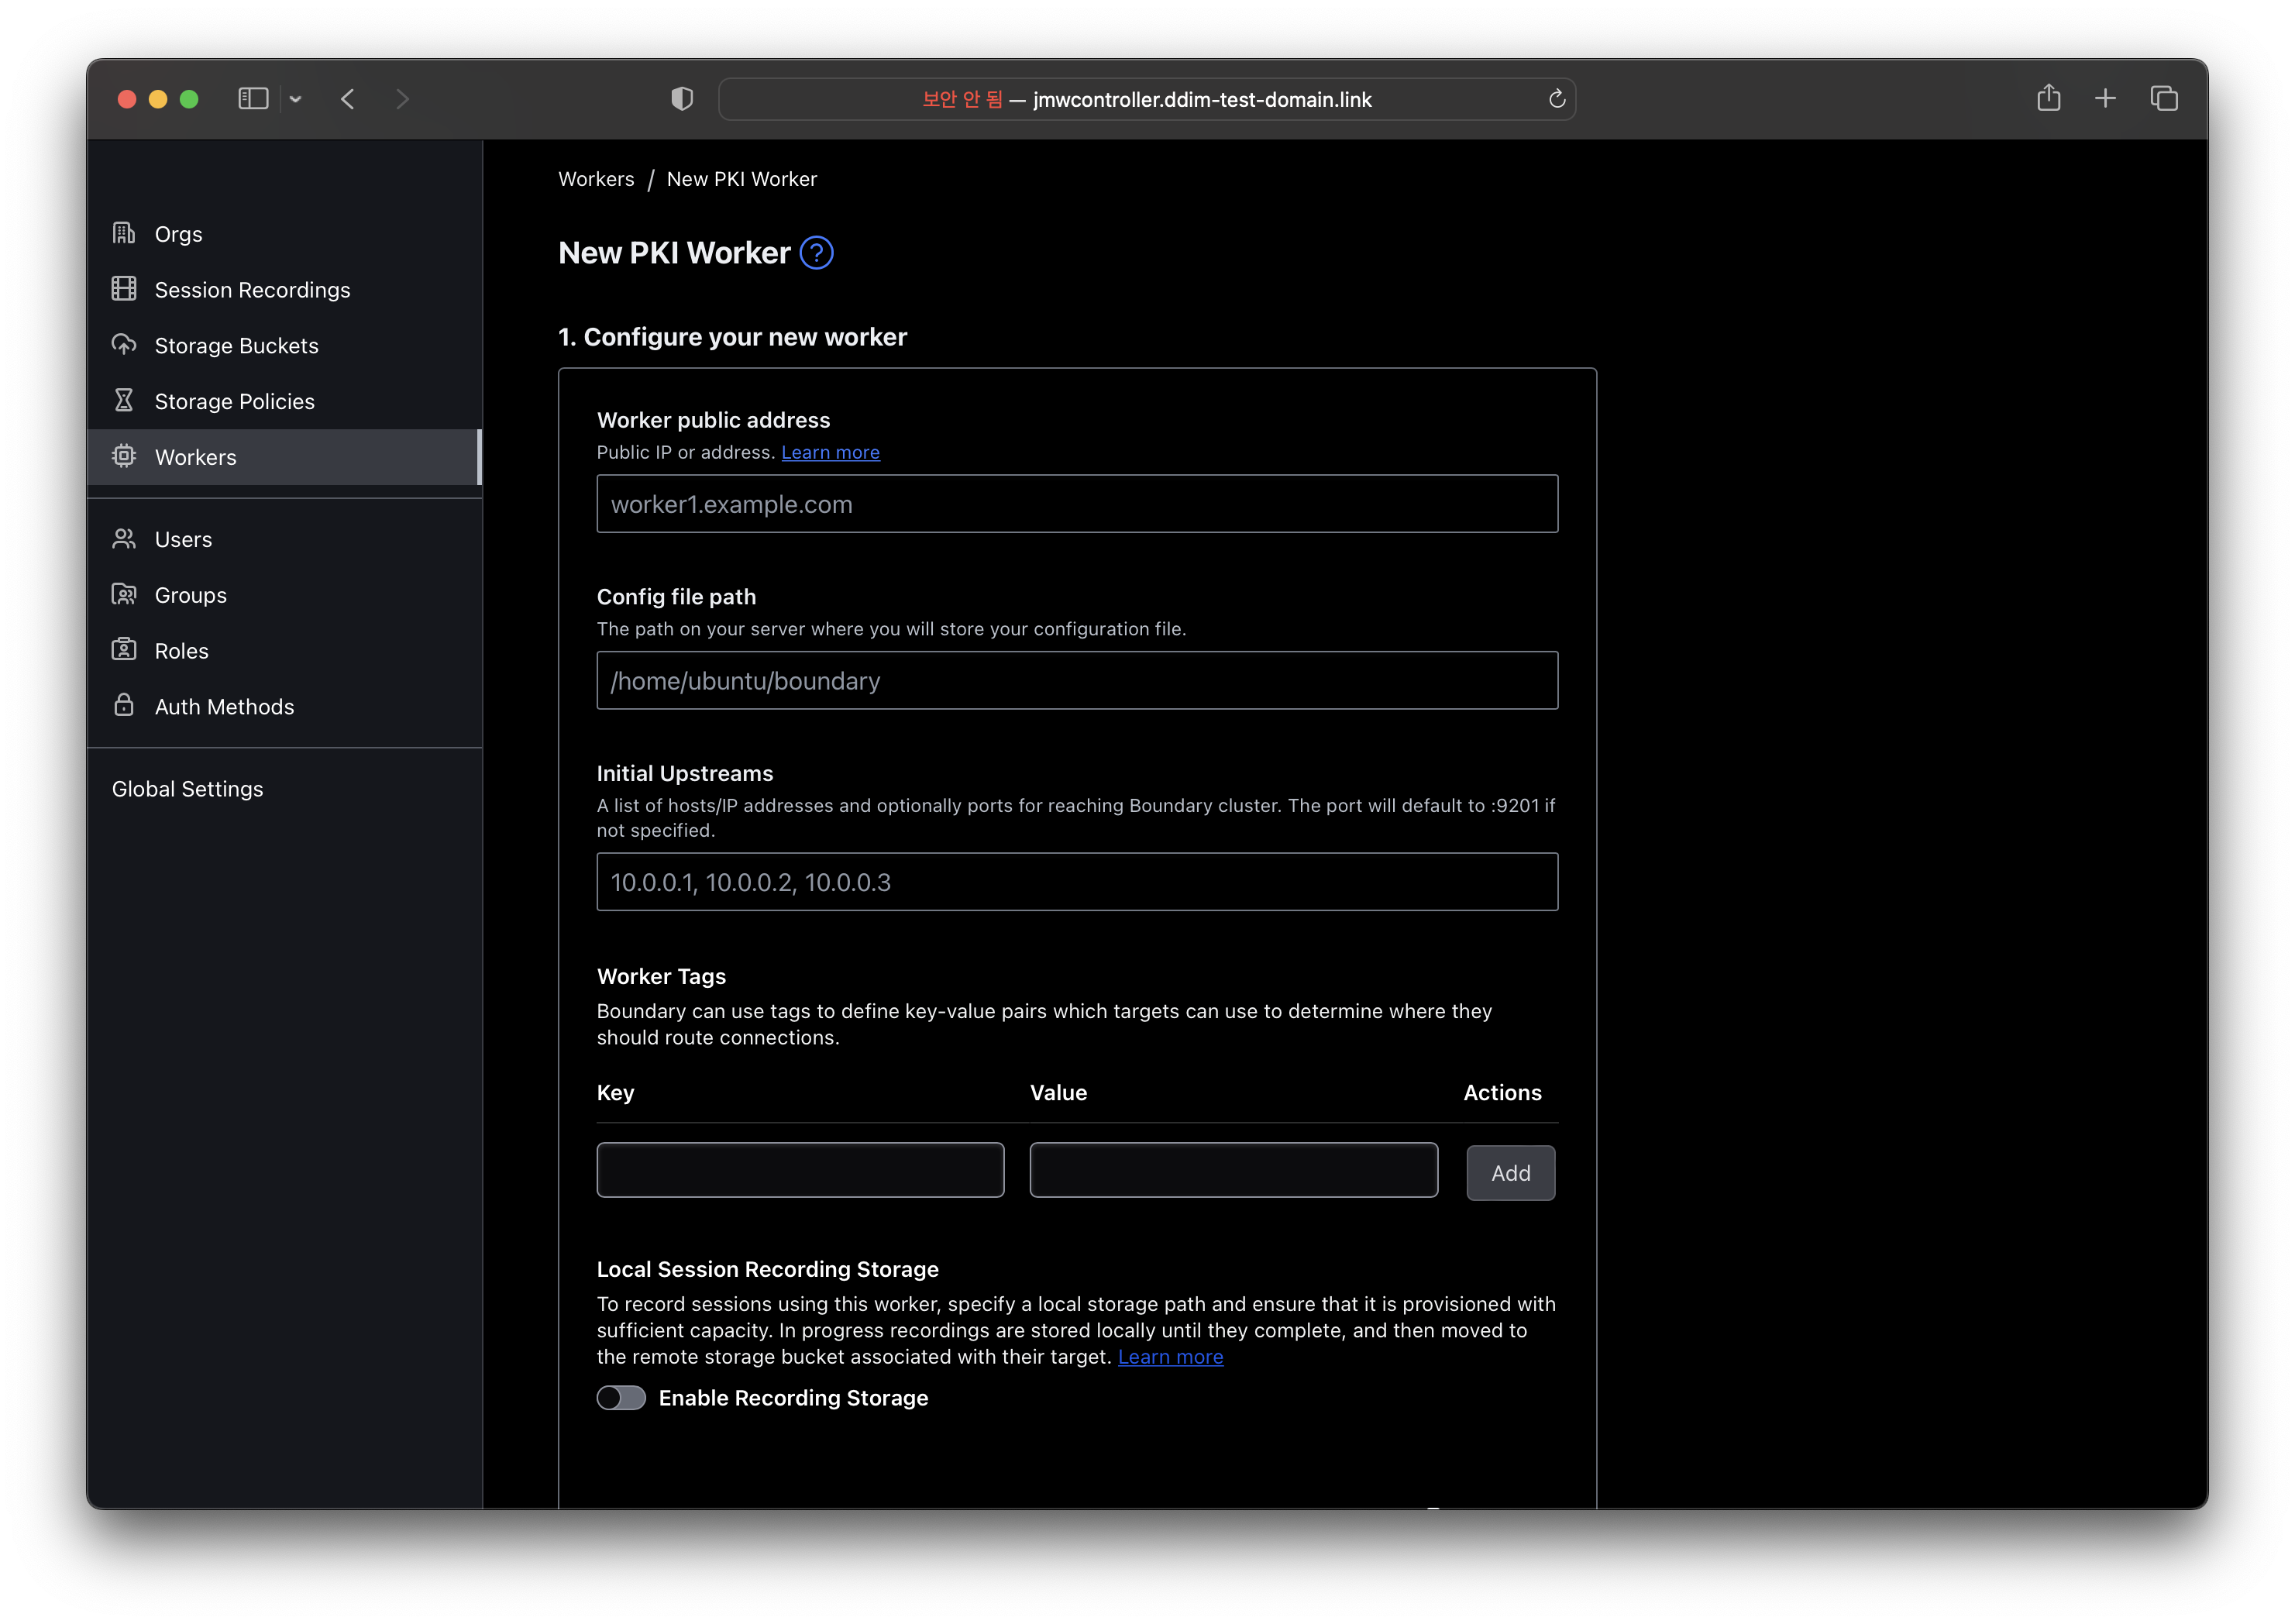 보안 안 됨 — jmwcontroller.ddim-test-domain.link
Orgs
Session Recordings
Storage Buckets
Storage Policies
Workers
Users
Groups
Roles
Auth Methods
Global Settings
Workers / New PKI Worker
New PKI Worker ?
1. Configure your new worker
Worker public address
Public IP or address. Learn more
worker1.example.com
Config file path
The path on your server where you will store your configuration file.
/home/ubuntu/boundary
Initial Upstreams
A list of hosts/IP addresses and optionally ports for reaching Boundary cluster. The port will default to :9201 if
not specified.
10.0.0.1, 10.0.0.2, 10.0.0.3
Worker Tags
Boundary can use tags to define key-value pairs which targets can use to determine where they
should route connections.
Key Value Actions
Add
Local Session Recording Storage
To record sessions using this worker, specify a local storage path and ensure that it is provisioned with
sufficient capacity. In progress recordings are stored locally until they complete, and then moved to
the remote storage bucket associated with their target. Learn more
Enable Recording Storage